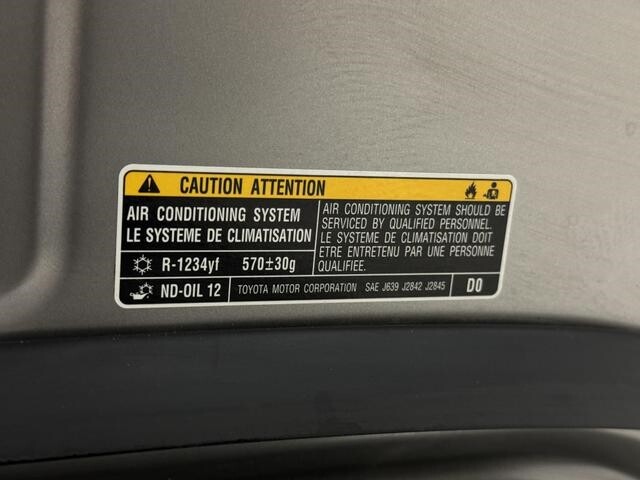 CAUTION ATTENTION
AIR CONDITIONING SYSTEM
LE SYSTEME DE CLIMATISATION
R-1234yf 570±30g
AIR CONDITIONING SYSTEM SHOULD BE
SERVICED BY QUALIFIED PERSONNEL.
LE SYSTEME DE CLIMATISATION DOIT
ETRE ENTRETENU PAR UNE PERSONNE
QUALIFIEE.
ND-OIL 12 TOYOTA MOTOR CORPORATION SAE J639 J2842 J2845 D0